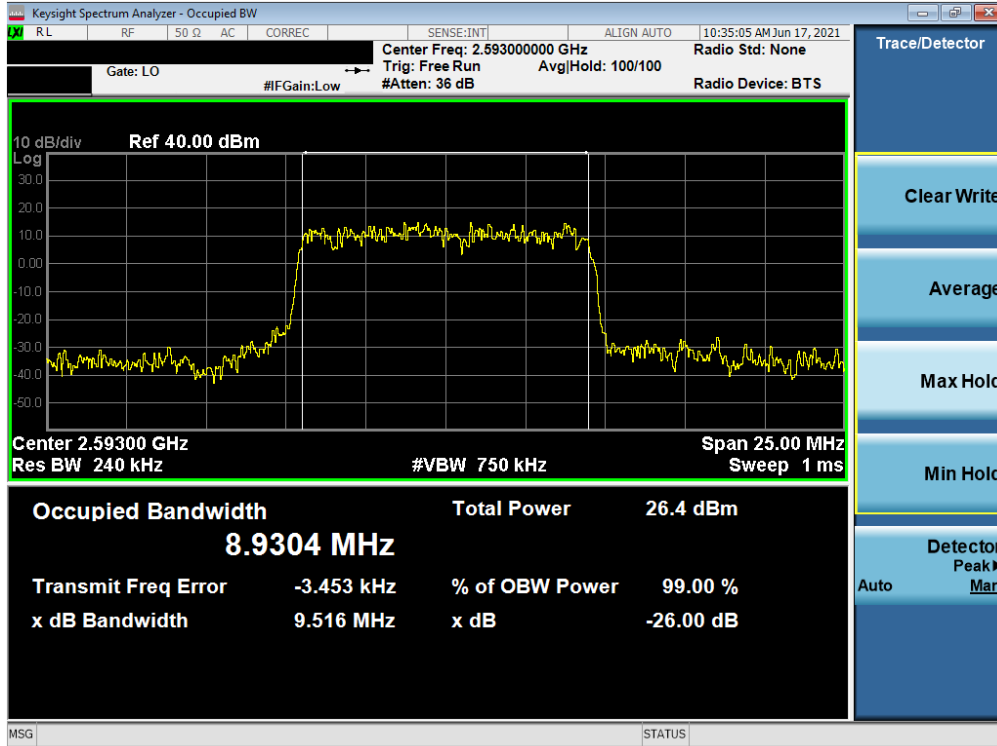 Keysight Spectrum Analyzer - Occupied BW
LXI RL RF 50 Ω AC CORREC SENSE:INT ALIGN AUTO 10:35:05 AM Jun 17, 2021
Center Freq: 2.593000000 GHz Radio Std: None
Gate: LO Trig: Free Run Avg|Hold: 100/100
#IFGain:Low #Atten: 36 dB Radio Device: BTS
Trace/Detector
10 dB/div Ref 40.00 dBm
Log
30.0
20.0
10.0
0.00
-10.0
-20.0
-30.0
-40.0
-50.0
Center 2.59300 GHz Span 25.00 MHz
Res BW 240 kHz #VBW 750 kHz Sweep 1 ms
Occupied Bandwidth Total Power 26.4 dBm
8.9304 MHz
Transmit Freq Error -3.453 kHz % of OBW Power 99.00 %
x dB Bandwidth 9.516 MHz x dB -26.00 dB
Clear Write
Average
Max Hold
Min Hold
Detector
Peak
Auto Man
MSG STATUS